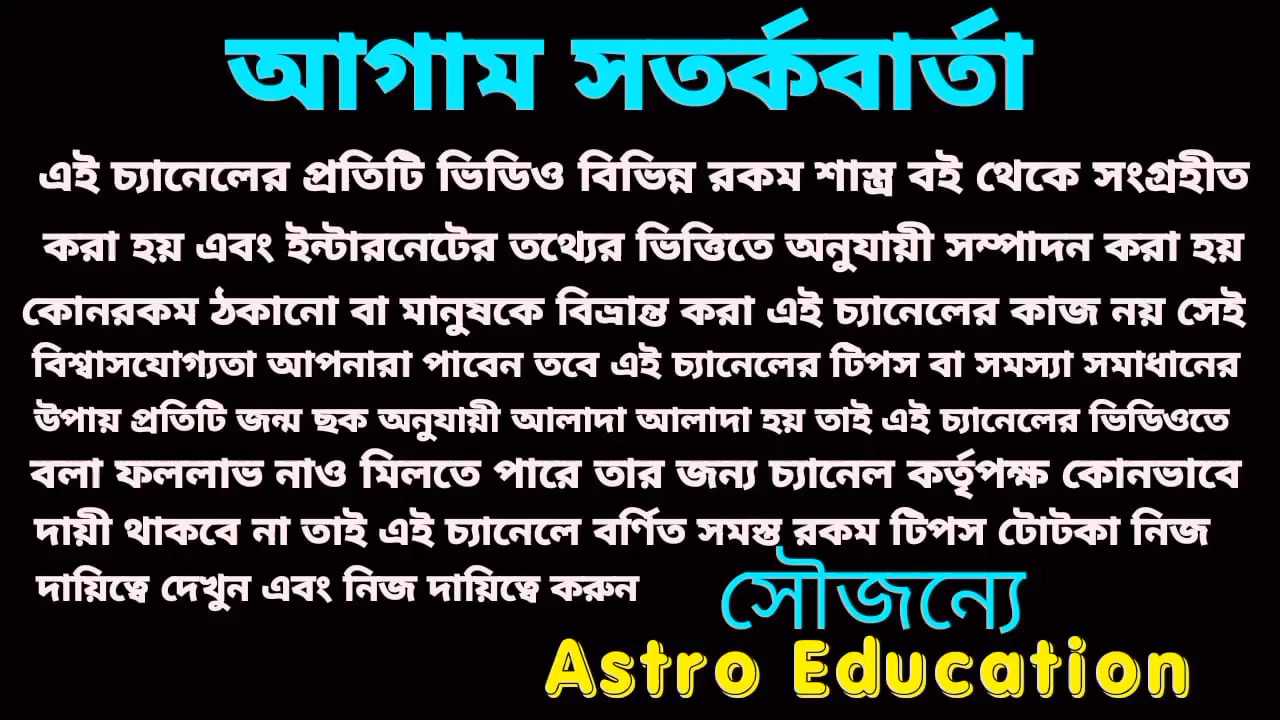 আগাম সতর্কবার্তা
এই চ্যানেলের প্রতিটি ভিডিও বিভিন্ন রকম শাস্ত্র বই থেকে সংগ্রহীত
করা হয় এবং ইন্টারনেটের তথ্যের ভিত্তিতে অনুযায়ী সম্পাদন করা হয়
কোনরকম ঠকানো বা মানুষকে বিভ্রান্ত করা এই চ্যানেলের কাজ নয় সেই
বিশ্বাসযোগ্যতা আপনারা পাবেন তবে এই চ্যানেলের টিপস বা সমস্যা সমাধানের
উপায় প্রতিটি জন্ম ছক অনুযায়ী আলাদা আলাদা হয় তাই এই চ্যানেলের ভিডিওতে
বলা ফললাভ নাও মিলতে পারে তার জন্য চ্যানেল কর্তৃপক্ষ কোনভাবে
দায়ী থাকবে না তাই এই চ্যানেলে বর্ণিত সমস্ত রকম টিপস টোটকা নিজ
দায়িত্বে দেখুন এবং নিজ দায়িত্বে করুন
সৌজন্যে
Astro Education